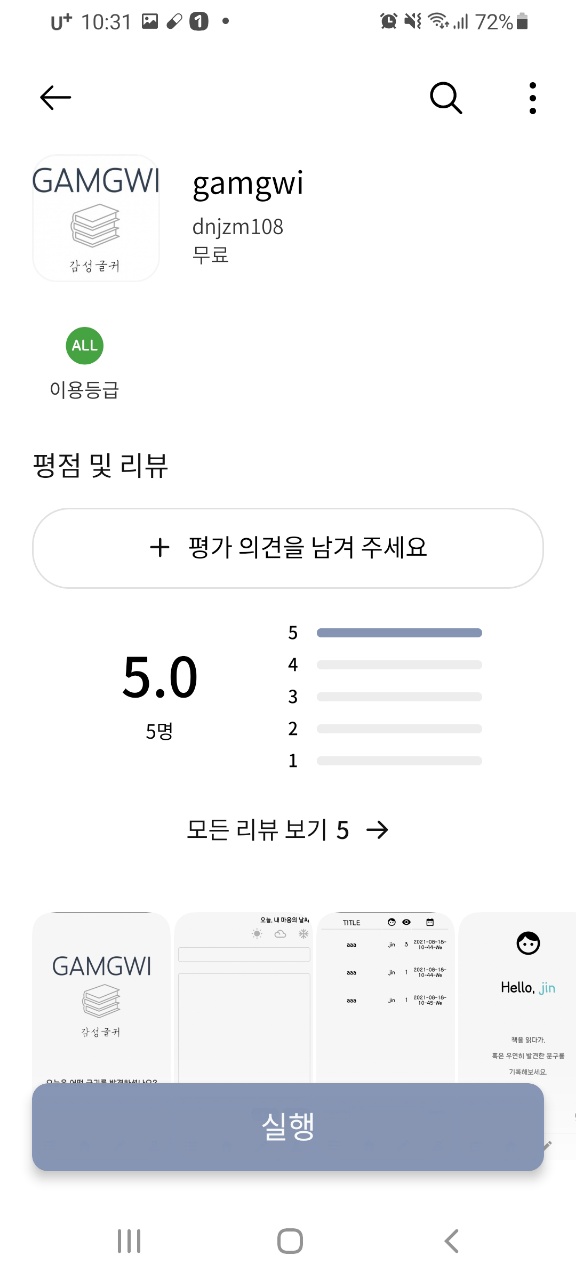 U+ 10:31 1 72%
GAMGWI
감성글귀
gamgwi
dnjzm108
무료
ALL
이용등급
평점 및 리뷰
+ 평가 의견을 남겨 주세요
5.0
5명
5
4
3
2
1
모든 리뷰 보기 5 →
GAMGWI
감성글귀
오늘, 내 마음의 날씨,
TITLE
aaa jin 3 2021-08-16-
10-44-We
aaa jin 1 2021-08-16-
10-44-We
aaa jin 1 2021-08-16-
10-45-We
Hello, jin
책을 읽다가,
혹은 우연히 발견한 문구를
기록해보세요.
실행